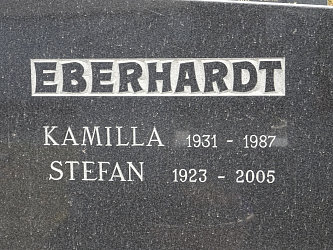 EBERHARDT
KAMILLA 1931 - 1987
STEFAN 1923 - 2005